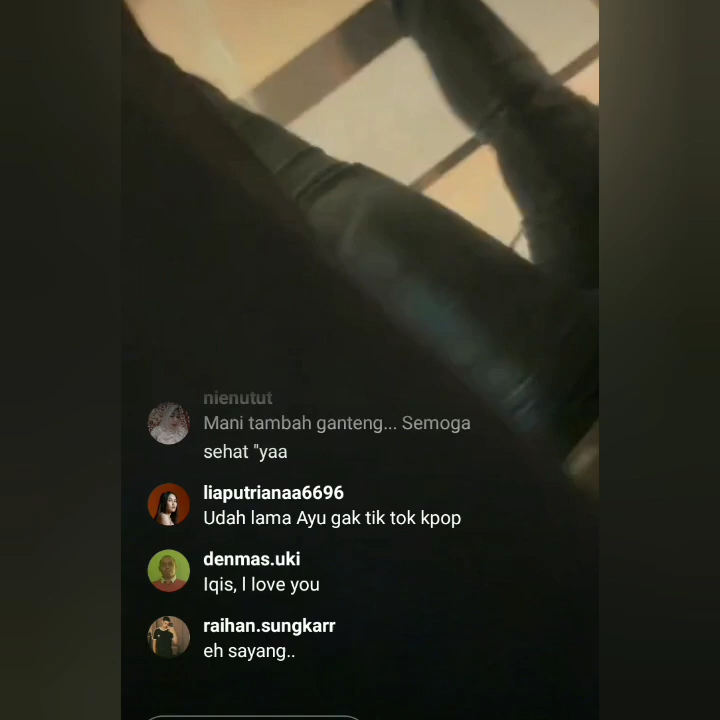 nienutut
Mani tambah ganteng... Semoga
sehat "yaa
liaputrianaa6696
Udah lama Ayu gak tik tok kpop
denmas.uki
Iqis, I love you
raihan.sungkarr
eh sayang..